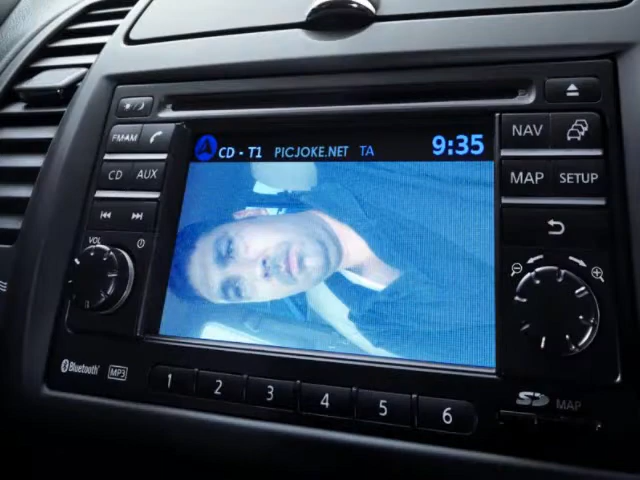 FM•AM
CD AUX
VOL
CD - T1 PICJOKE.NET TA 9:35
NAV
MAP SETUP
Bluetooth MP3
1 2 3 4 5 6
SD MAP